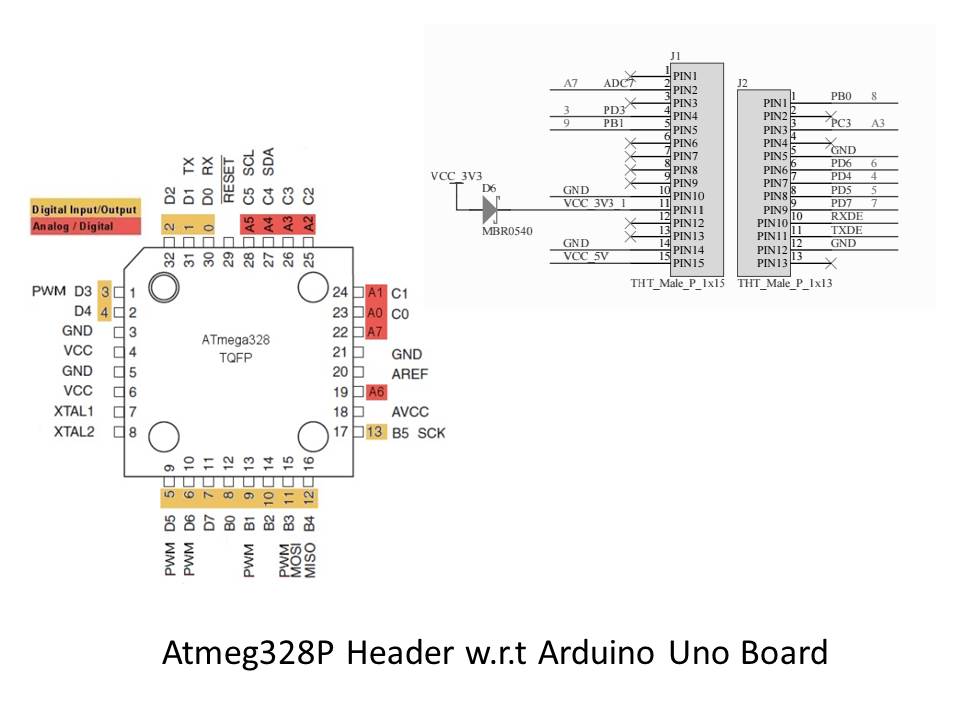 J1
1 PIN1
A7 ADC7 2 PIN2
3 PIN3
3 PD3 4 PIN4
9 PB1 5 PIN5
6 PIN6
7 PIN7
8 PIN8
9 PIN9
GND 10 PIN10
VCC_3V3_1 11 PIN11
12 PIN12
13 PIN13
GND 14 PIN14
VCC_5V 15 PIN15
THT_Male_P_1x15
VCC_3V3
D6
MBR0540
J2
PIN1 1 PB0 8
PIN2 2
PIN3 3 PC3 A3
PIN4 4
PIN5 5 GND
PIN6 6 PD6 6
PIN7 7 PD4 4
PIN8 8 PD5 5
PIN9 9 PD7 7
PIN10 10 RXDE
PIN11 11 TXDE
PIN12 12 GND
PIN13 13
THT_Male_P_1x13
Digital Input/Output
Analog / Digital
D2 2 32
D1 TX 1 31
D0 RX 0 30
RESET 29
C5 SCL A5 28
C4 SDA A4 27
C3 A3 26
C2 A2 25
PWM D3 3 1
D4 4 2
GND 3
VCC 4
GND 5
VCC 6
XTAL1 7
XTAL2 8
ATmega328
TQFP
24 A1 C1
23 A0 C0
22 A7
21 GND
20 AREF
19 A6
18 AVCC
17 13 B5 SCK
9 5 D5 PWM
10 6 D6 PWM
11 7 D7
12 8 B0
13 9 B1 PWM
14 10 B2
15 11 B3 PWM MOSI
16 12 B4 MISO
Atmeg328P Header w.r.t Arduino Uno Board